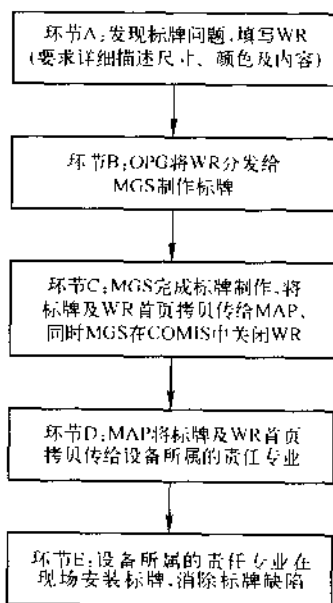 环节A:发现标牌问题,填写WR
(要求详细描述尺寸、颜色及内容)
环节B:OPG将WR分发给
MGS制作标牌
环节C:MGS完成标牌制作、将
标牌及WR首页拷贝传给MAP、
同时MGS在COMIS中关闭WR
环节D:MAP将标牌及WR首页
拷贝传给设备所属的责任专业
环节E:设备所属的责任专业在
现场安装标牌,消除标牌缺陷